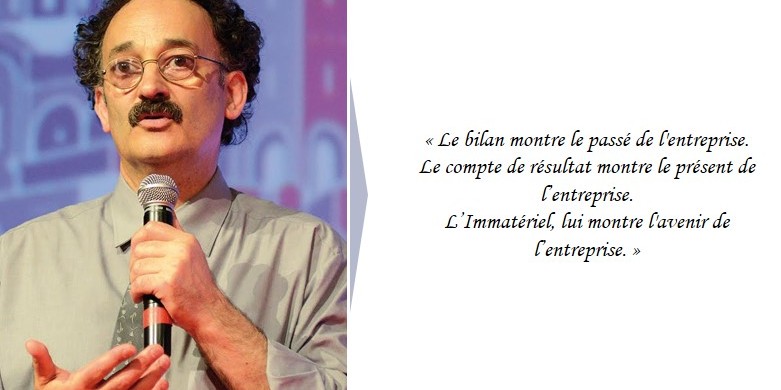 « Le bilan montre le passé de l'entreprise.
Le compte de résultat montre le présent de
l'entreprise.
L’Immatériel, lui montre l'avenir de
l'entreprise. »